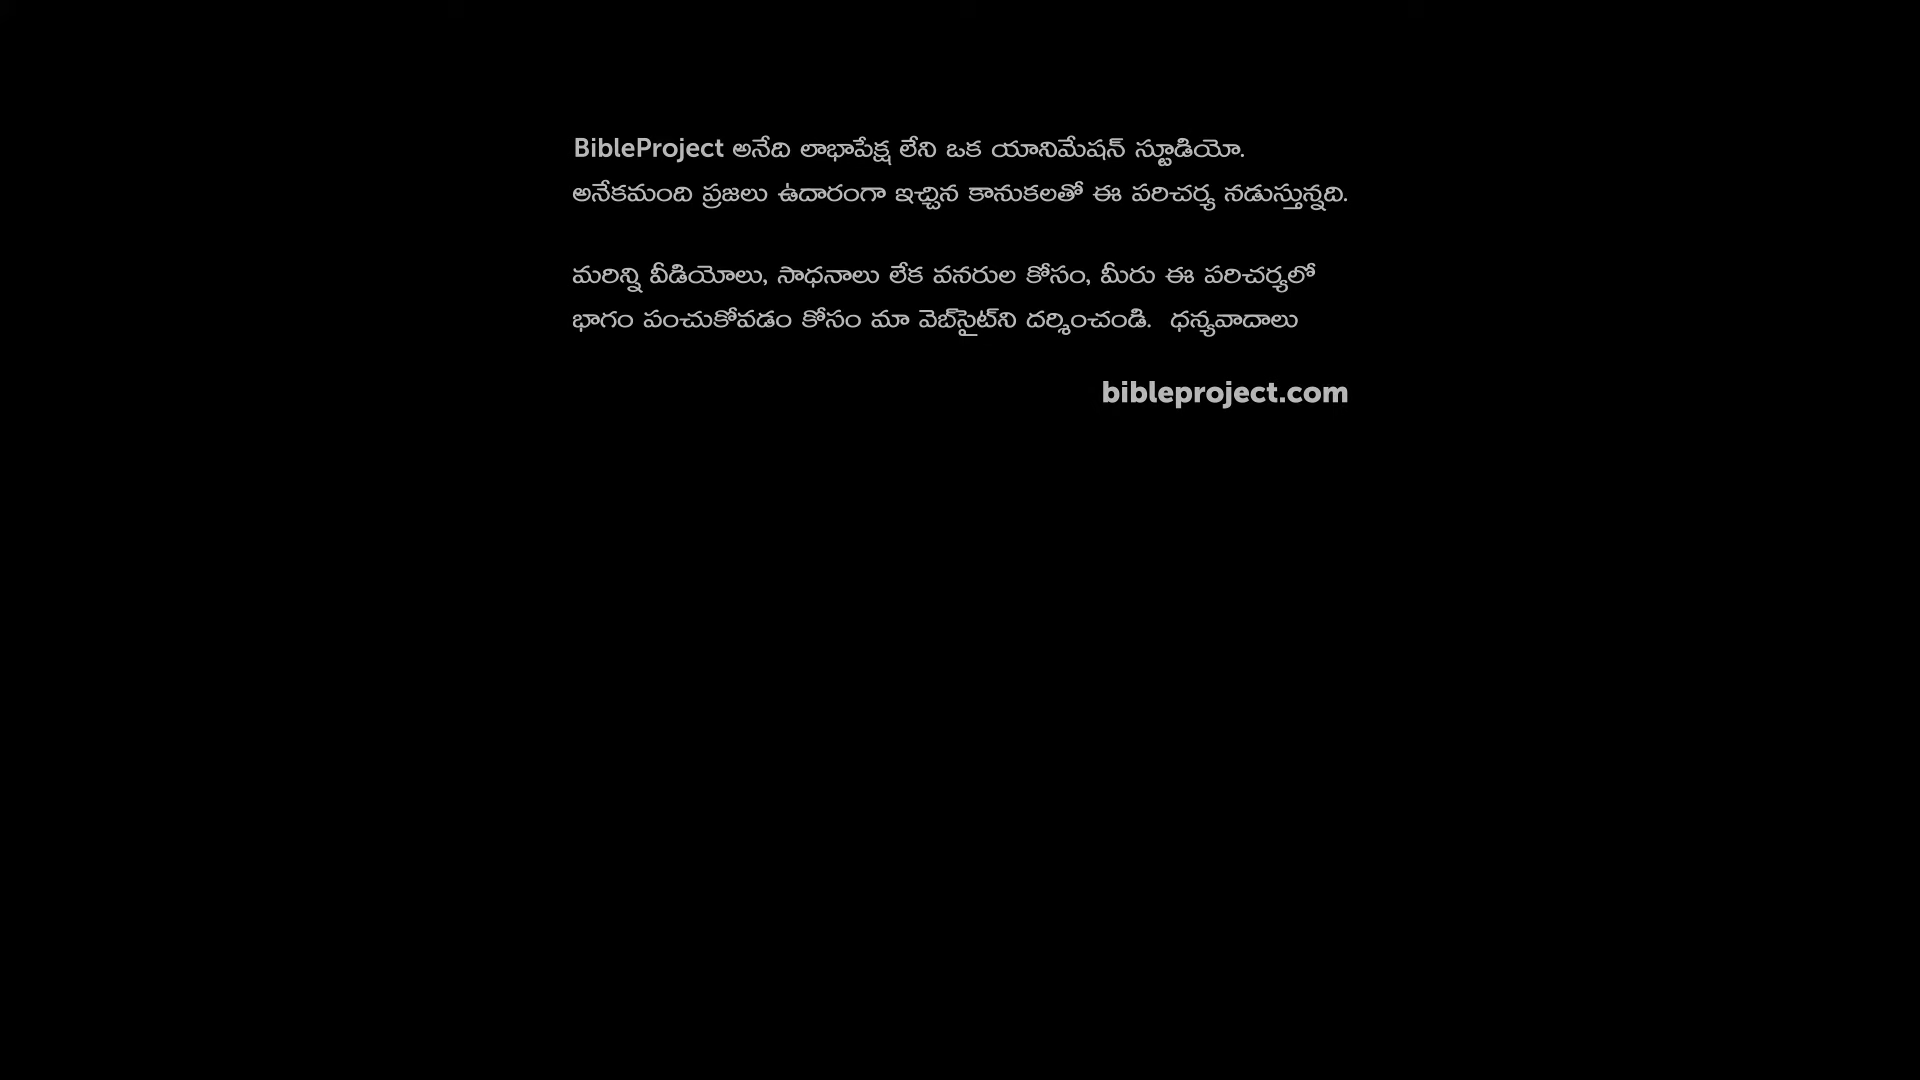 BibleProject అనేది లాభాపేక్ష లేని ఒక యానిమేషన్ స్టూడియో.
అనేకమంది ప్రజలు ఉదారంగా ఇచ్చిన కానుకలతో ఈ పరిచర్య నడుస్తున్నది.
మరిన్ని వీడియోలు, సాధనాలు లేక వనరుల కోసం, మీరు ఈ పరిచర్యలో
భాగం పంచుకోవడం కోసం మా వెబ్‌సైట్‌ని దర్శించండి. ధన్యవాదాలు
bibleproject.com